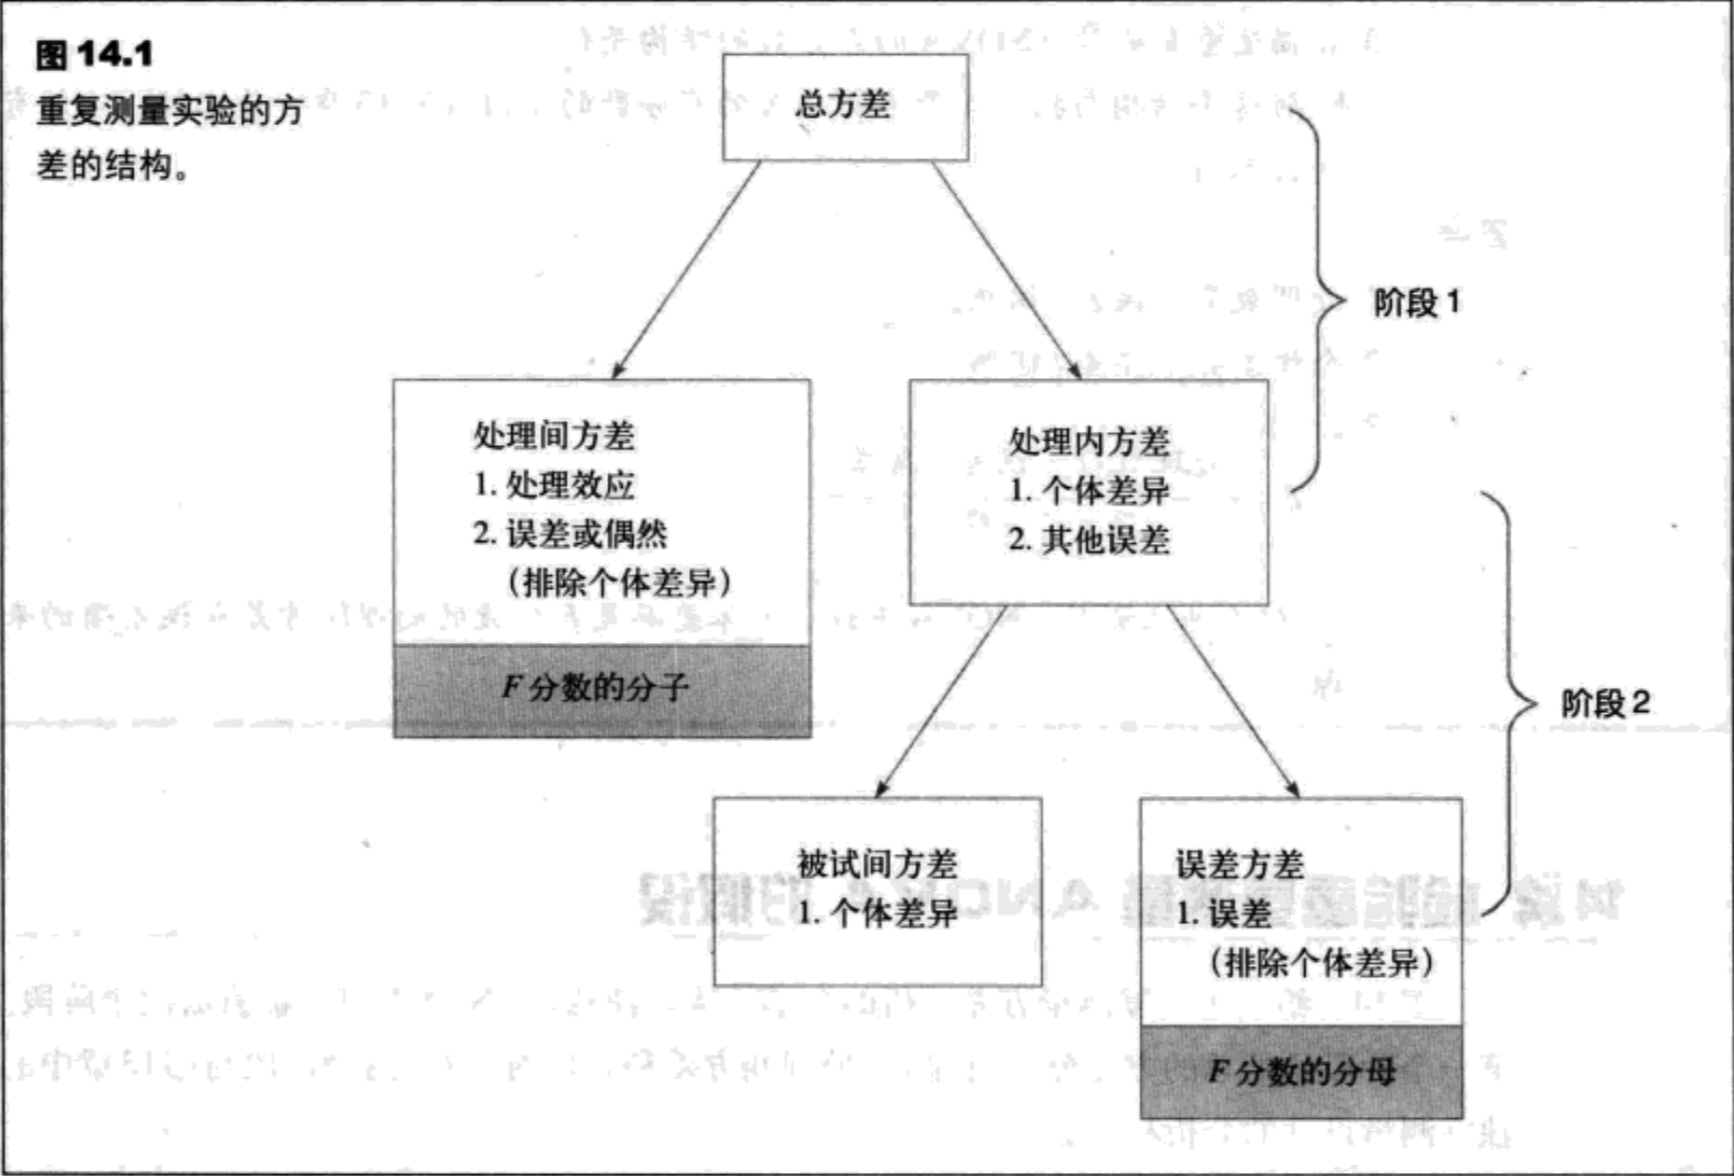 图 14.1
重复测量实验的方
差的结构。
总方差
阶段 1
处理间方差
1. 处理效应
2. 误差或偶然
（排除个体差异）
F 分数的分子
处理内方差
1. 个体差异
2. 其他误差
阶段 2
被试间方差
1. 个体差异
误差方差
1. 误差
（排除个体差异）
F 分数的分母